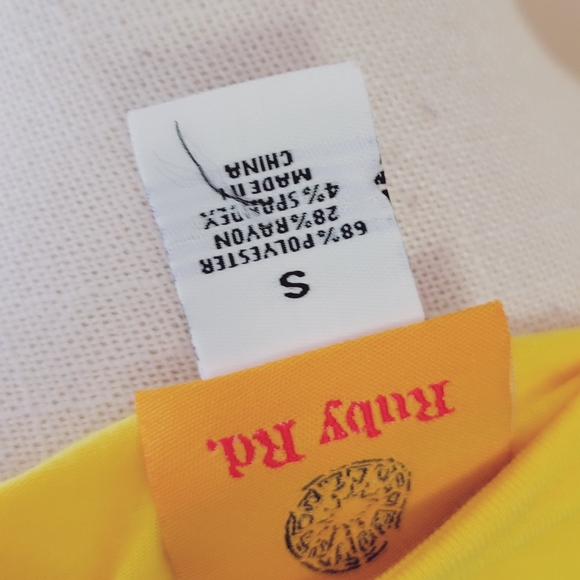 Ruby Rd.
S
68% POLYESTER
28% RAYON
4% SPANDEX
MADE IN
CHINA